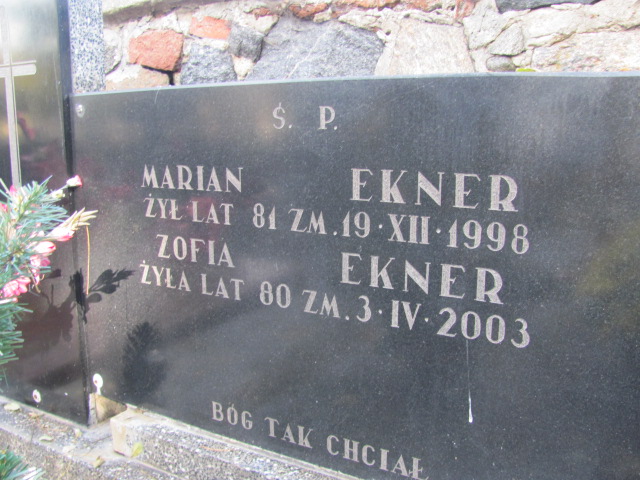 Ś. P.
MARIAN EKNER
ŻYŁ LAT 81 ZM. 19·XII·1998
ZOFIA EKNER
ŻYŁA LAT 80 ZM. 3·IV·2003
BÓG TAK CHCIAŁ